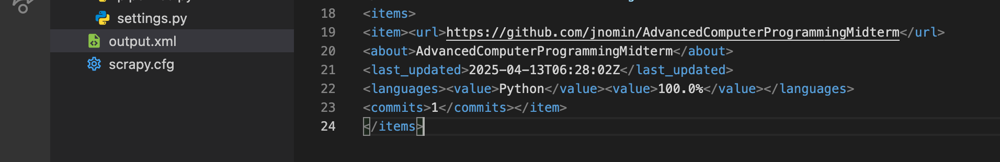 settings.py
output.xml
scrapy.cfg
18 <items>
19 <item><url>https://github.com/jnomin/AdvancedComputerProgrammingMidterm</url>
20 <about>AdvancedComputerProgrammingMidterm</about>
21 <last_updated>2025-04-13T06:28:02Z</last_updated>
22 <languages><value>Python</value><value>100.0%</value></languages>
23 <commits>1</commits></item>
24 </items>